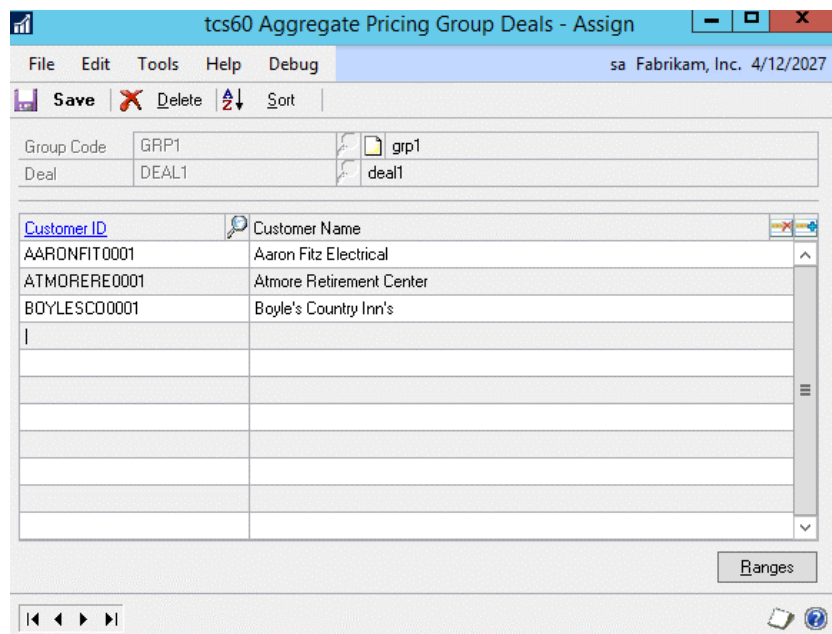 tcs60 Aggregate Pricing Group Deals - Assign
File Edit Tools Help Debug sa Fabrikam, Inc. 4/12/2027
Save Delete Sort
Group Code GRP1 grp1
Deal DEAL1 deal1
Customer ID Customer Name
AARONFIT0001 Aaron Fitz Electrical
ATMORERE0001 Atmore Retirement Center
BOYLESCO0001 Boyle's Country Inn's
Ranges